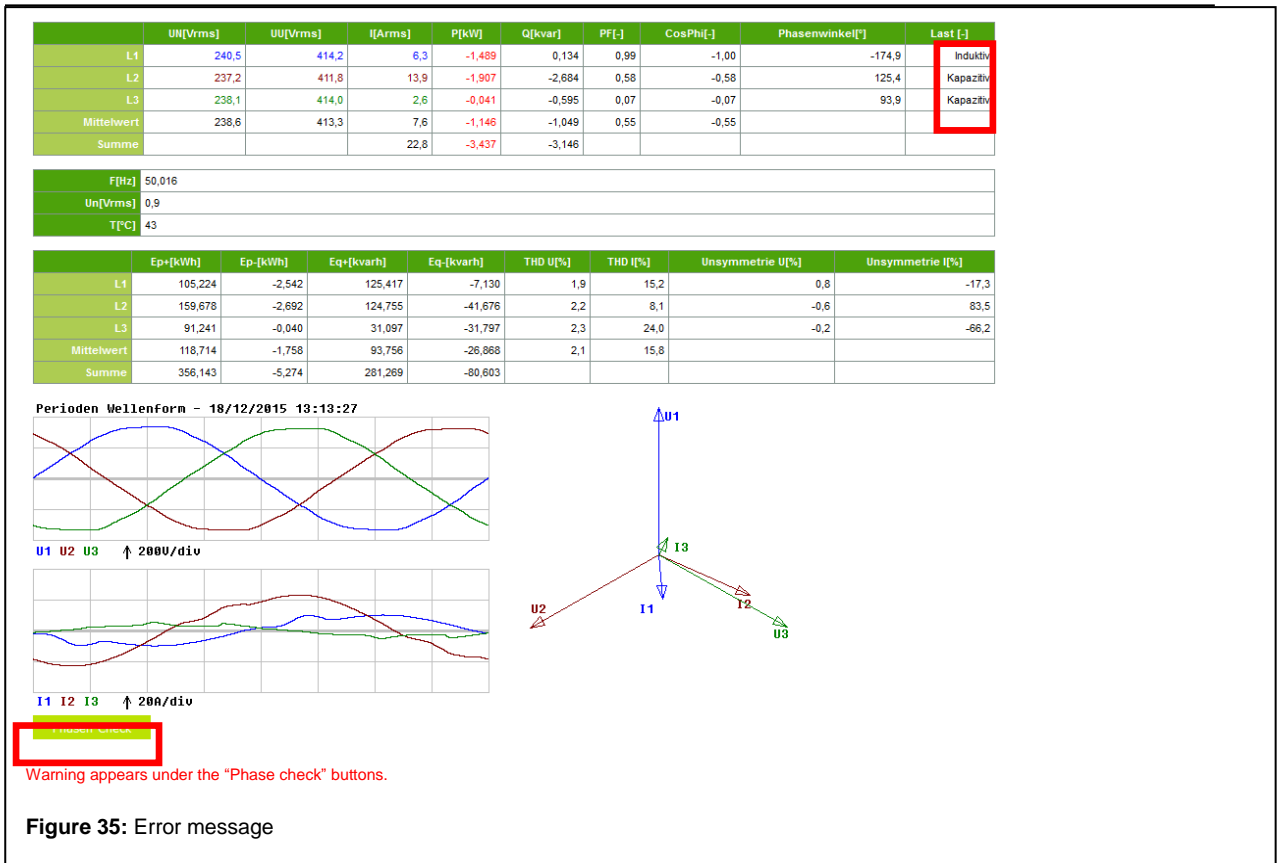 UN[Vrms] UU[Vrms] I[Arms] P[kW] Q[kvar] PF[-] CosPhi[-] Phasenwinkel[°] Last [-]
L1 240,5 414,2 6,3 -1,489 0,134 0,99 -1,00 -174,9 Induktiv
L2 237,2 411,8 13,9 -1,907 -2,684 0,58 -0,58 125,4 Kapazitiv
L3 238,1 414,0 2,6 -0,041 -0,595 0,07 -0,07 93,9 Kapazitiv
Mittelwert 238,6 413,3 7,6 -1,146 -1,049 0,55 -0,55
Summe 22,8 -3,437 -3,146
F[Hz] 50,016
Un[Vrms] 0,9
T[°C] 43
Ep+[kWh] Ep-[kWh] Eq+[kvarh] Eq-[kvarh] THD U[%] THD I[%] Unsymmetrie U[%] Unsymmetrie I[%]
L1 105,224 -2,542 125,417 -7,130 1,9 15,2 0,8 -17,3
L2 159,678 -2,692 124,755 -41,676 2,2 8,1 -0,6 83,5
L3 91,241 -0,040 31,097 -31,797 2,3 24,0 -0,2 -66,2
Mittelwert 118,714 -1,758 93,756 -26,868 2,1 15,8
Summe 356,143 -5,274 281,269 -80,603
Perioden Wellenform - 18/12/2015 13:13:27
U1
I3
U2 I1 I2
U3
U1 U2 U3 200V/div
I1 I2 I3 20A/div
Phasen Check
Warning appears under the “Phase check” buttons.
Figure 35: Error message